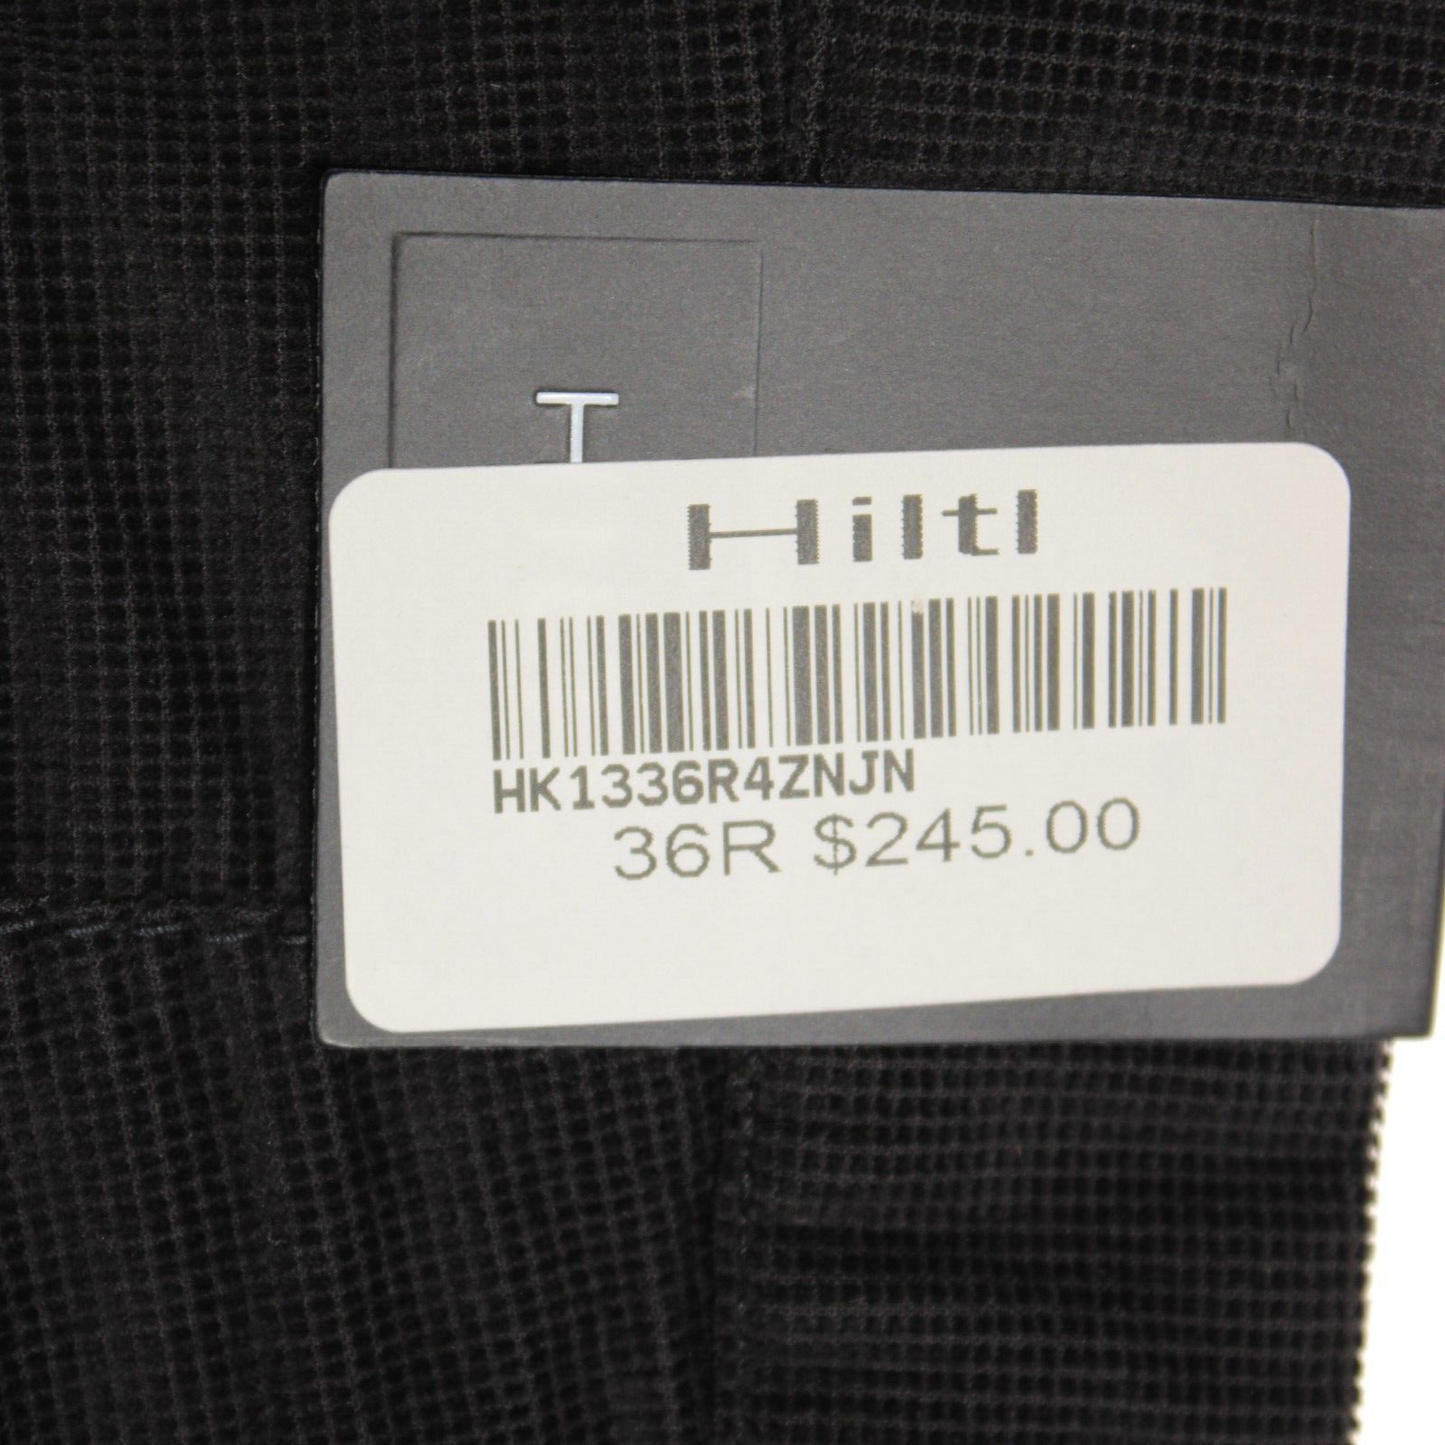 T
Hiltl
HK1336R4ZNJN
36R $245.00